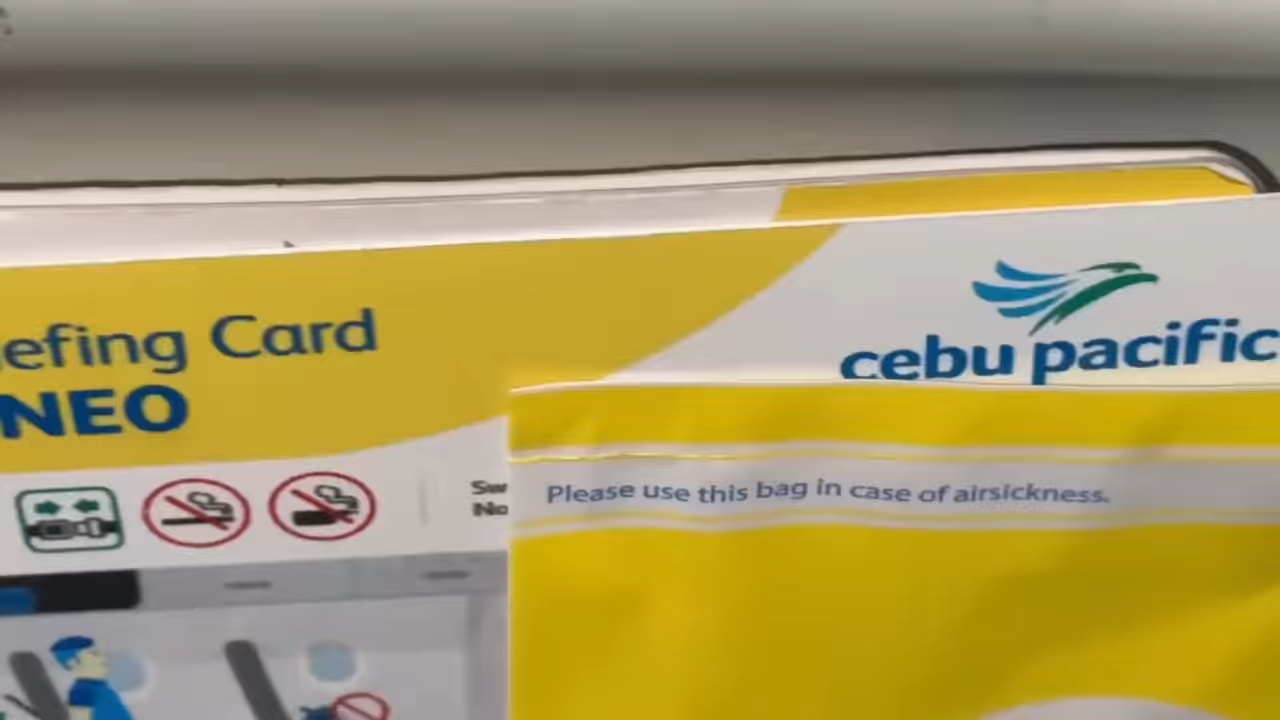 efing Card
NEO
cebu pacific
Please use this bag in case of airsickness.